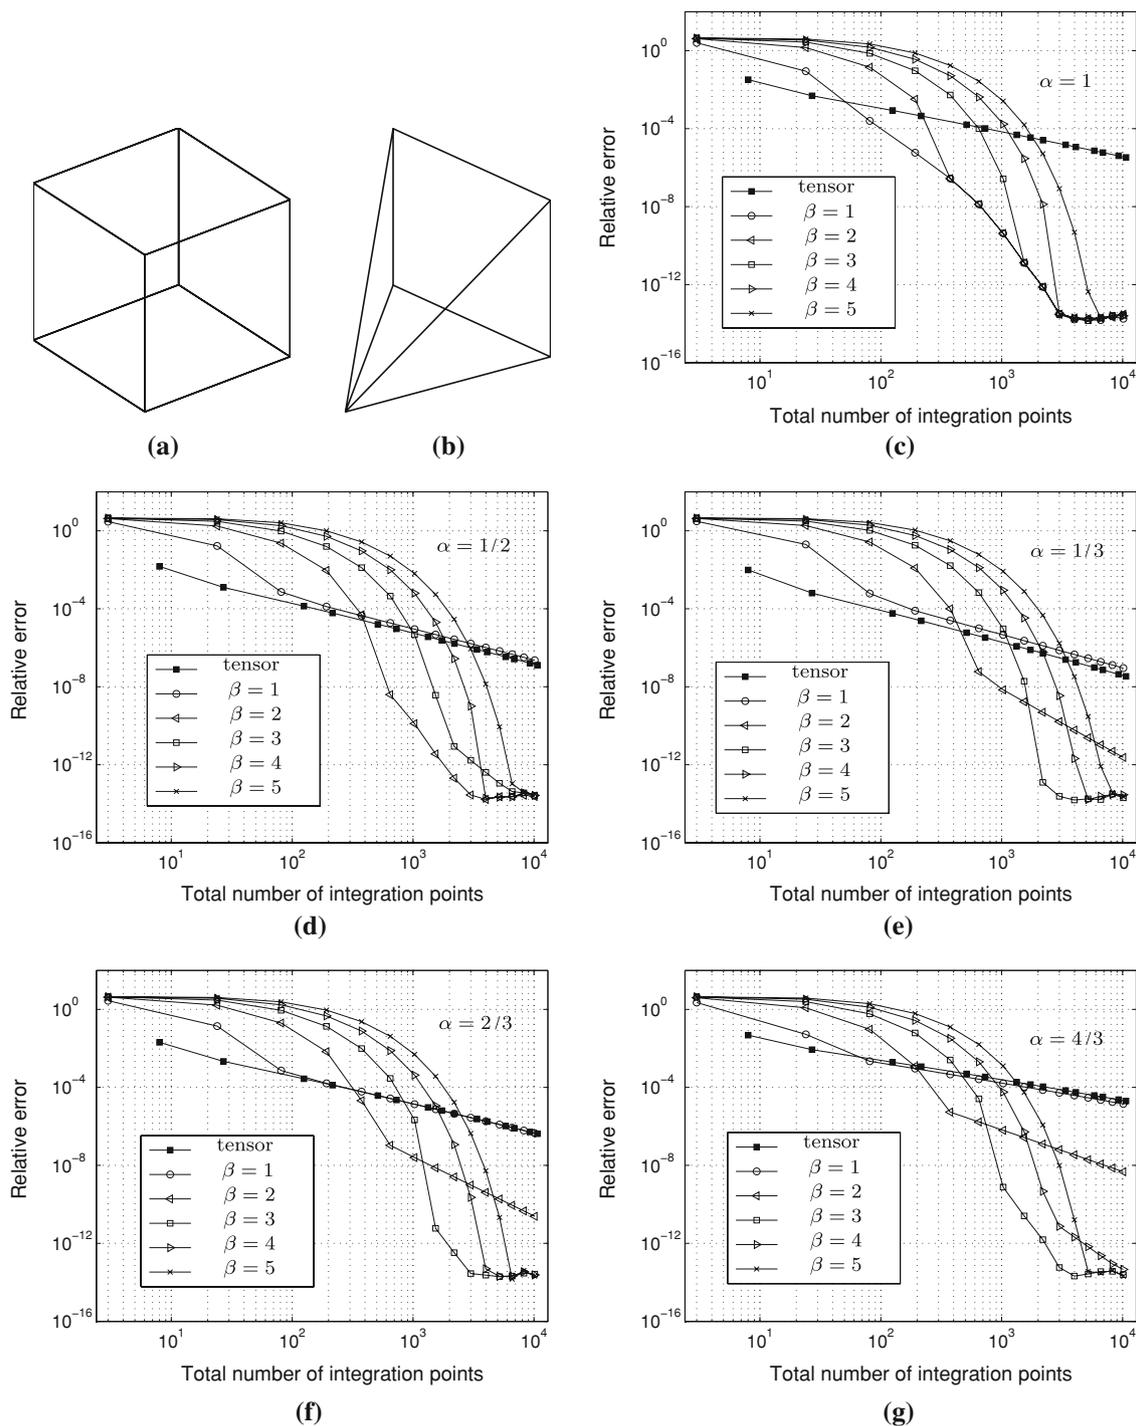 (a)
(b)
10^0
10^−4
10^−8
10^−12
10^−16
Relative error
α = 1
tensor
β = 1
β = 2
β = 3
β = 4
β = 5
10^1
10^2
10^3
10^4
Total number of integration points
(c)
10^0
10^−4
10^−8
10^−12
10^−16
Relative error
α = 1/2
tensor
β = 1
β = 2
β = 3
β = 4
β = 5
10^1
10^2
10^3
10^4
Total number of integration points
(d)
10^0
10^−4
10^−8
10^−12
10^−16
Relative error
α = 1/3
tensor
β = 1
β = 2
β = 3
β = 4
β = 5
10^1
10^2
10^3
10^4
Total number of integration points
(e)
10^0
10^−4
10^−8
10^−12
10^−16
Relative error
α = 2/3
tensor
β = 1
β = 2
β = 3
β = 4
β = 5
10^1
10^2
10^3
10^4
Total number of integration points
(f)
10^0
10^−4
10^−8
10^−12
10^−16
Relative error
α = 4/3
tensor
β = 1
β = 2
β = 3
β = 4
β = 5
10^1
10^2
10^3
10^4
Total number of integration points
(g)